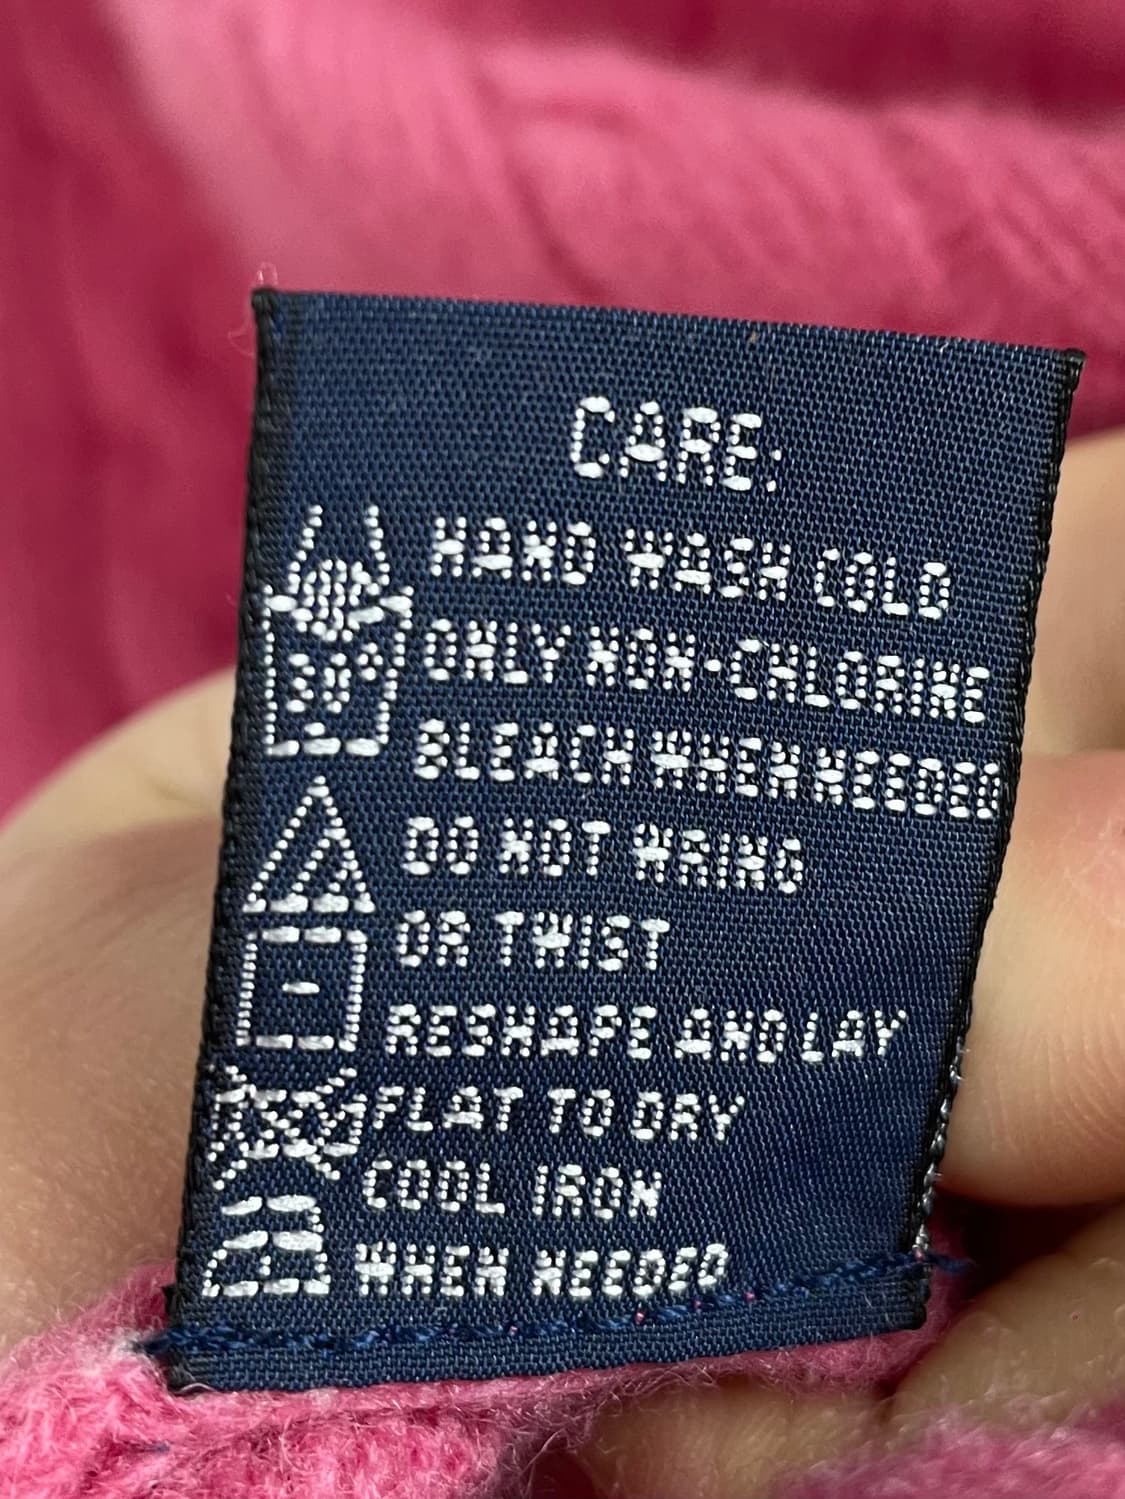 CARE:
HAND WASH COLD
30°
ONLY NON-CHLORINE
BLEACH WHEN NEEDED
DO NOT WRING
OR TWIST
RESHAPE AND LAY
FLAT TO DRY
COOL IRON
WHEN NEEDED